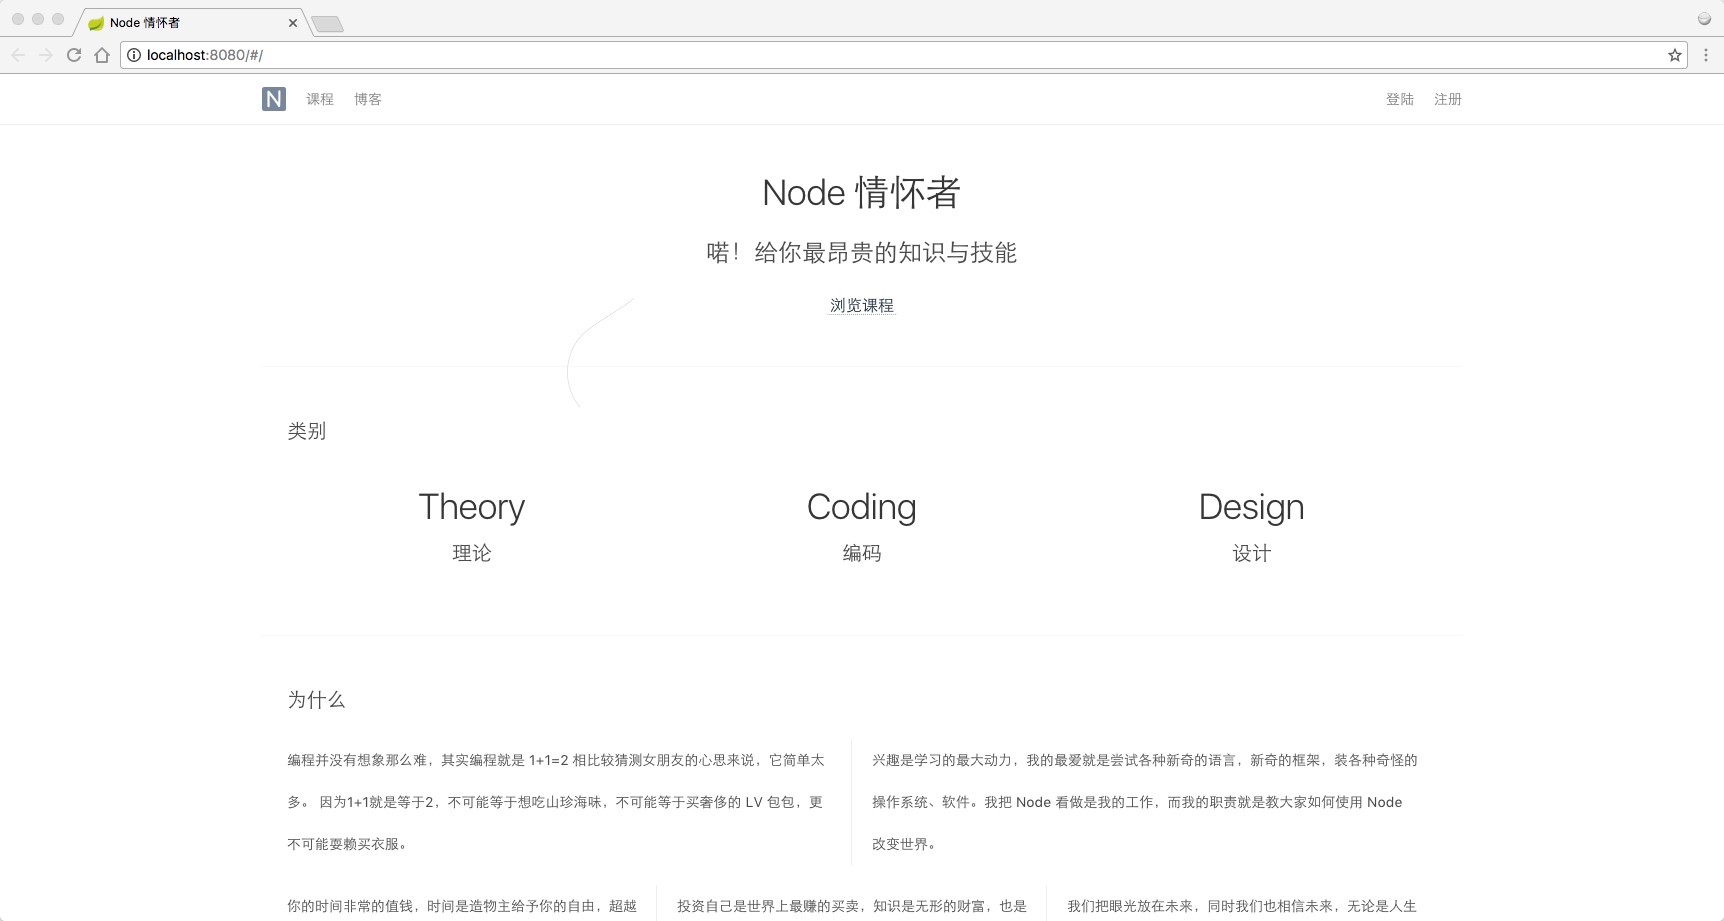 Node 情怀者
localhost:8080/#/
N 课程 博客 登陆 注册
Node 情怀者
喏！给你最昂贵的知识与技能
浏览课程
类别
Theory Coding Design
理论 编码 设计
为什么
编程并没有想象那么难，其实编程就是 1+1=2 相比较猜测女朋友的心思来说，它简单太
多。 因为1+1就是等于2，不可能等于想吃山珍海味，不可能等于买奢侈的 LV 包包，更
不可能耍赖买衣服。
兴趣是学习的最大动力，我的最爱就是尝试各种新奇的语言，新奇的框架，装各种奇怪的
操作系统、软件。我把 Node 看做是我的工作，而我的职责就是教大家如何使用 Node
改变世界。
你的时间非常的值钱，时间是造物主给予你的自由，超越
投资自己是世界上最赚的买卖，知识是无形的财富，也是
我们把眼光放在未来，同时我们也相信未来，无论是人生